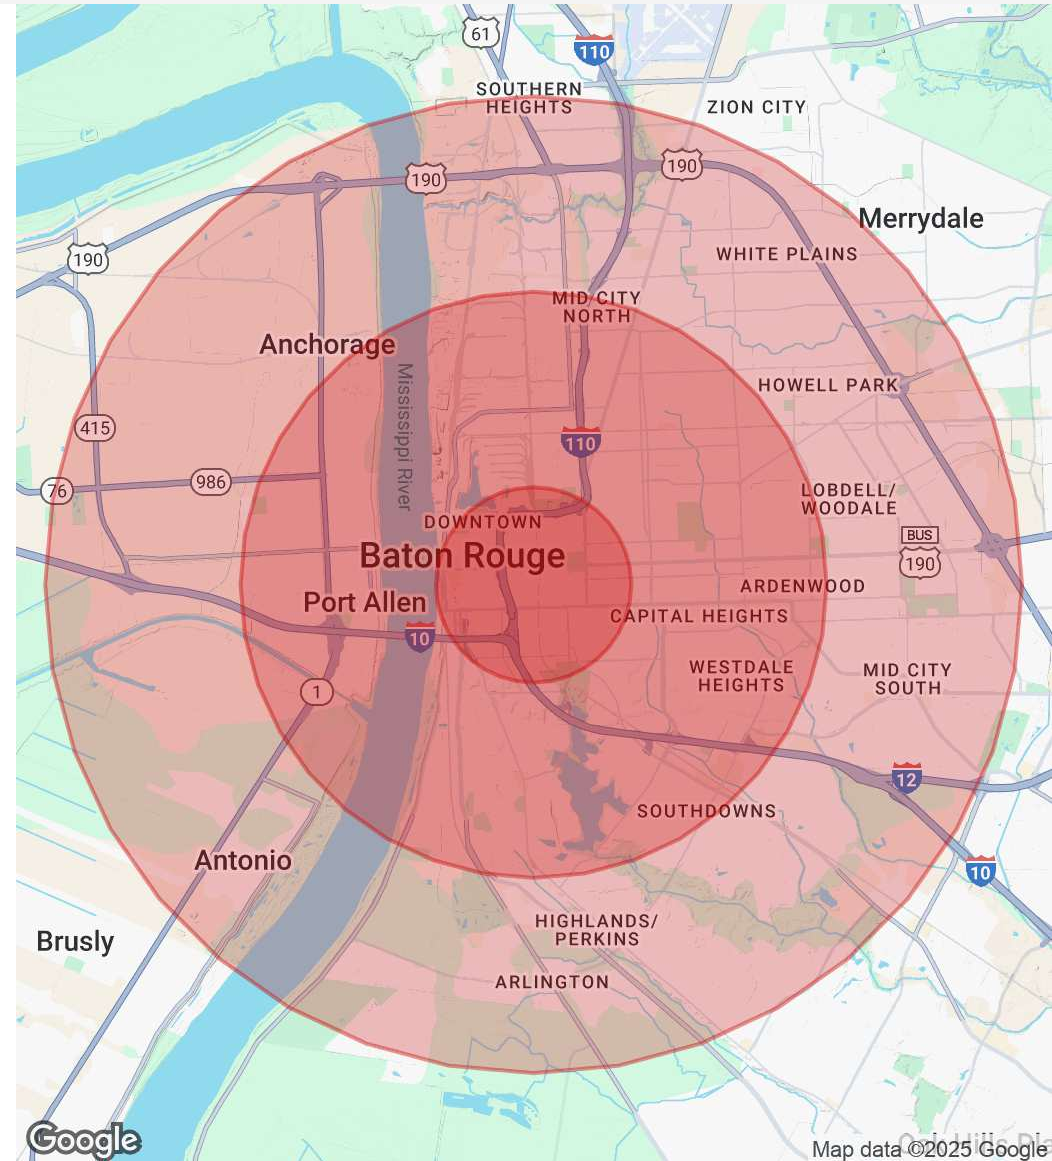 61
110
SOUTHERN
HEIGHTS
ZION CITY
190
190
Merrydale
190
WHITE PLAINS
MID CITY
NORTH
Anchorage
Mississippi River
HOWELL PARK
415
110
986
76
LOBDELL/
WOODALE
DOWNTOWN
BUS
190
Baton Rouge
ARDENWOOD
Port Allen
CAPITAL HEIGHTS
10
WESTDALE
HEIGHTS
MID CITY
SOUTH
1
12
SOUTHDOWNS
Antonio
10
HIGHLANDS/
PERKINS
Brusly
ARLINGTON
Google
Map data ©2025 Google